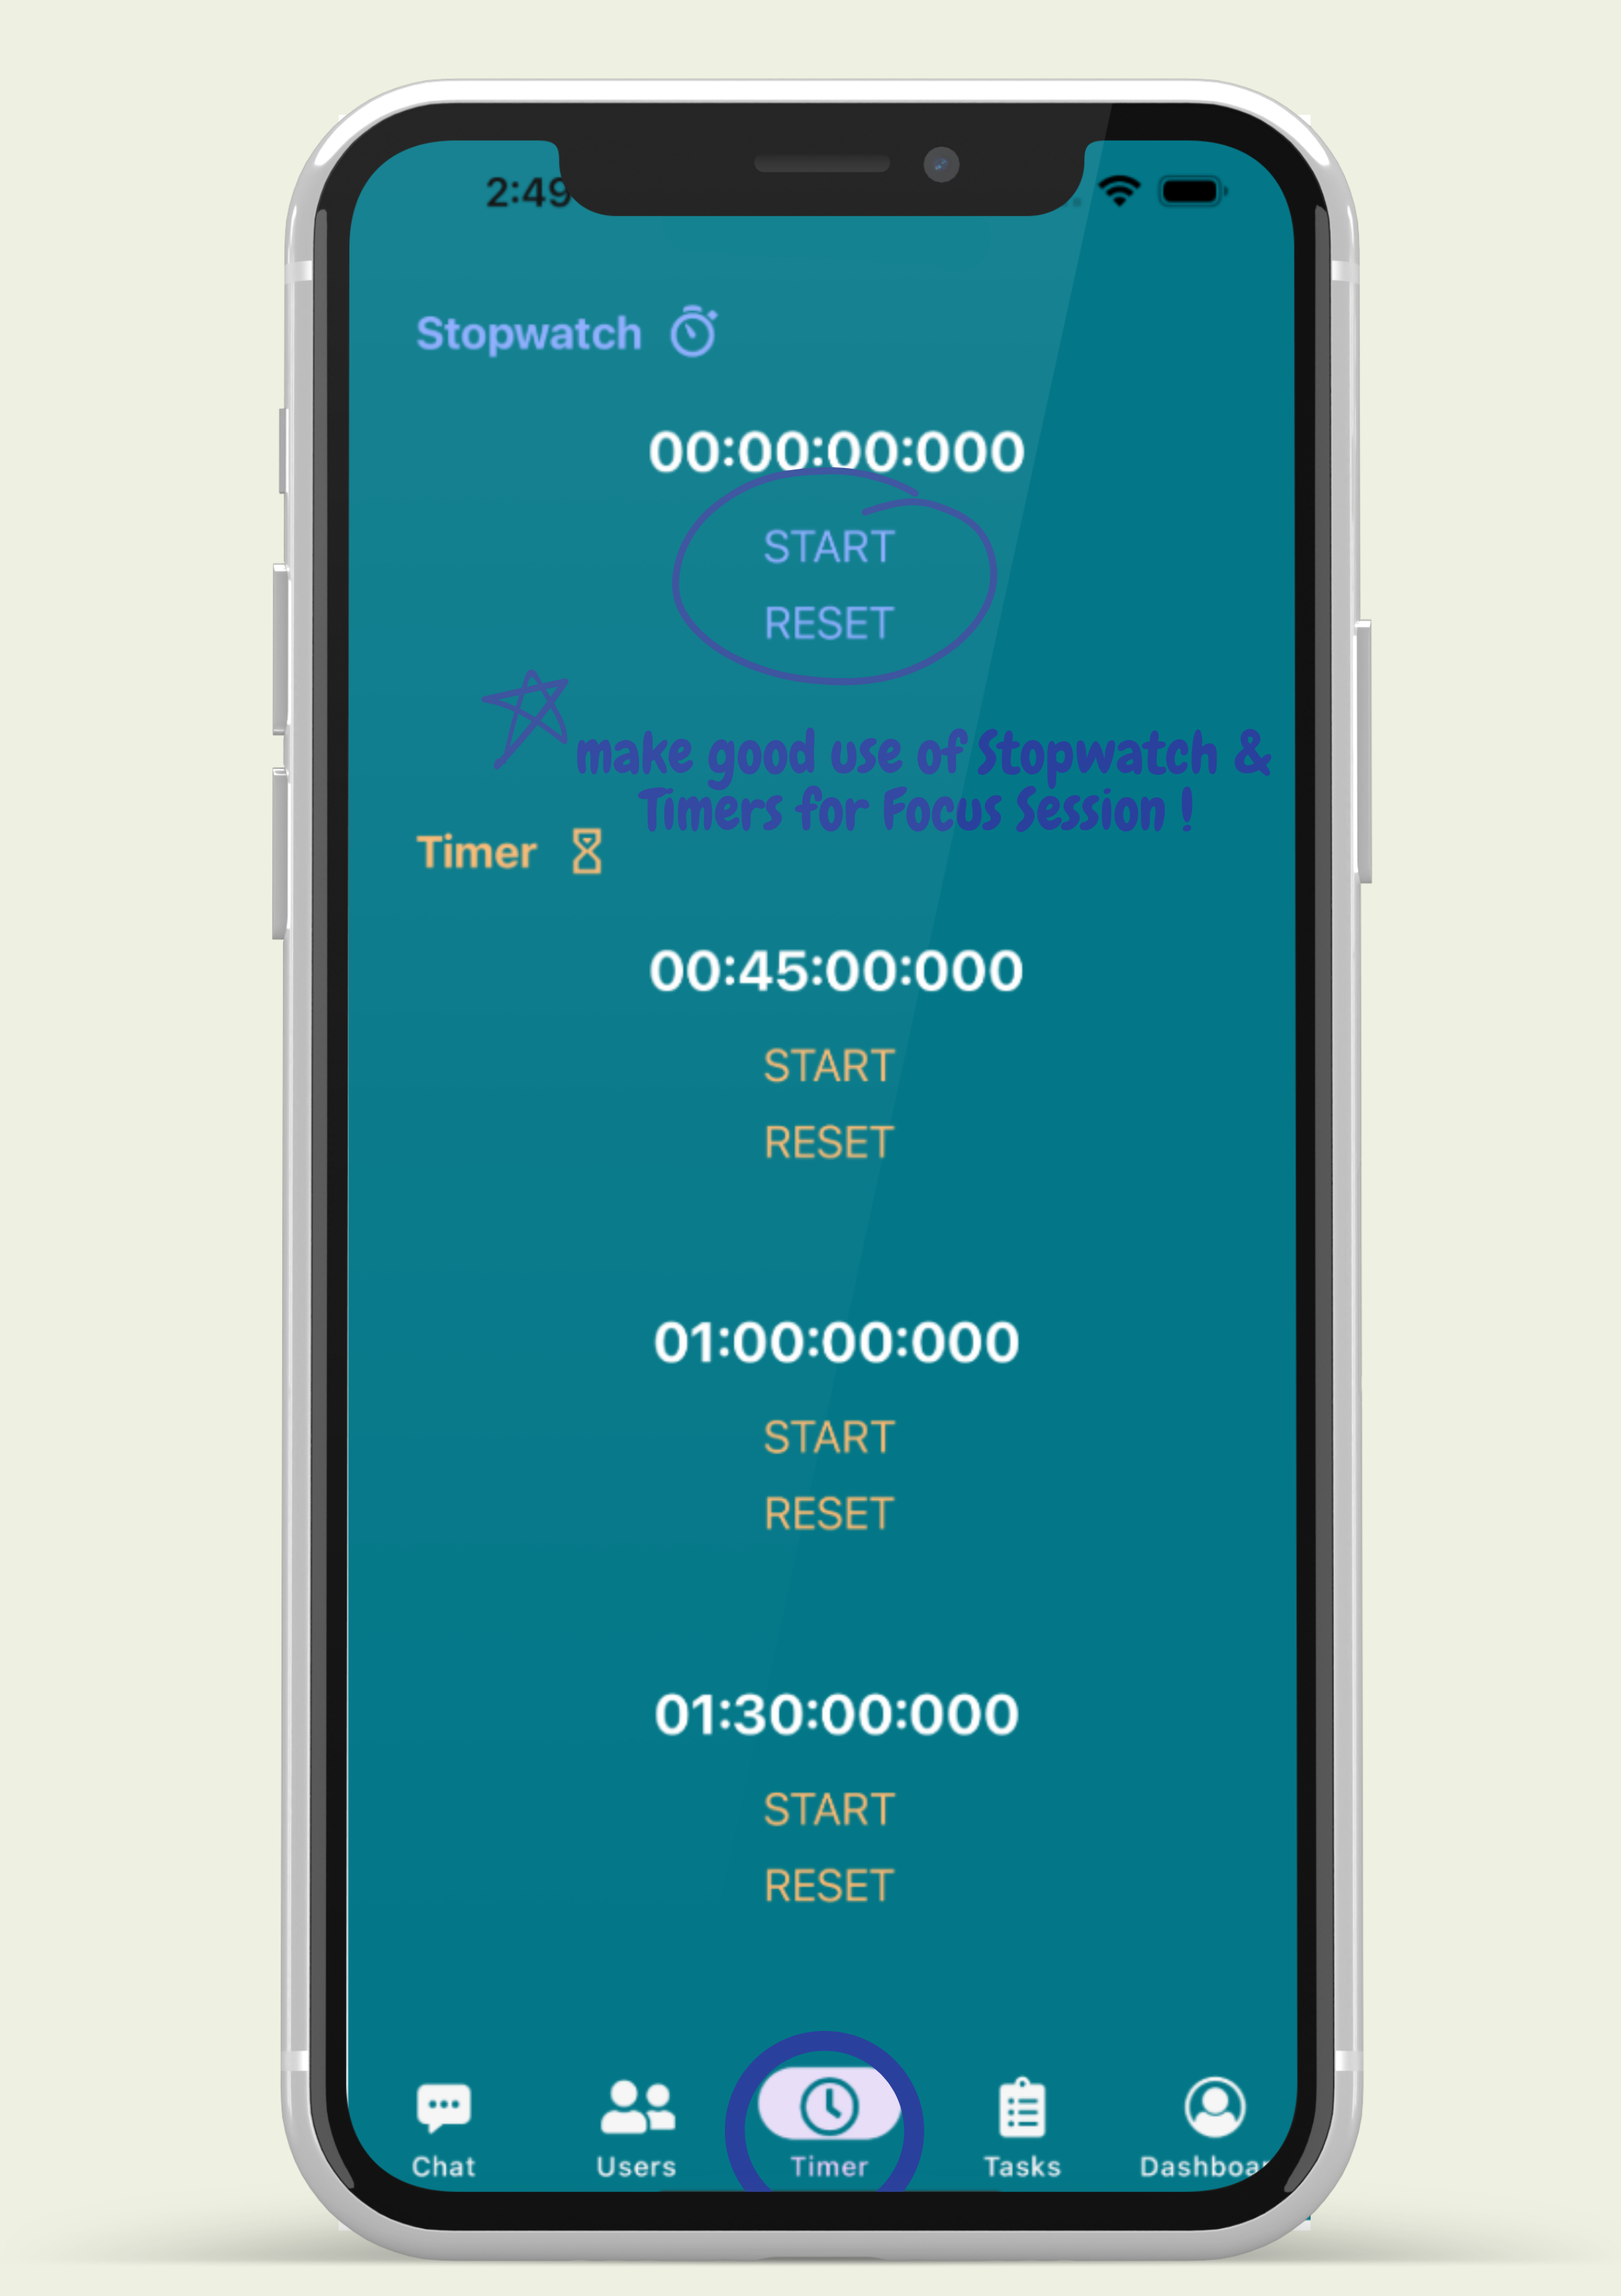 2:49
Stopwatch
00:00:00:000
START
RESET
make good use of Stopwatch &
Timers for Focus Session !
Timer
00:45:00:000
START
RESET
01:00:00:000
START
RESET
01:30:00:000
START
RESET
Chat Users Timer Tasks Dashboar